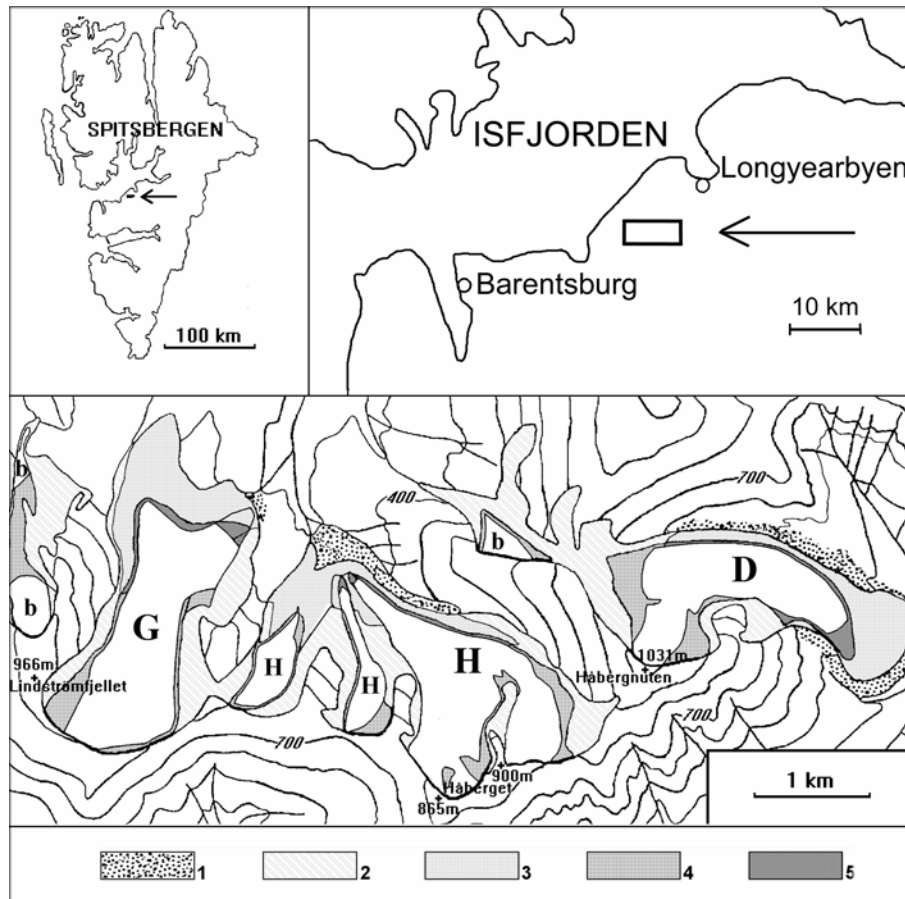 SPITSBERGEN
100 km
ISFJORDEN
Longyearbyen
Barentsburg
10 km
b
b
966m
Lindströmfjellet
G
H
H
H
400
b
700
D
1031m
Håbergnuten
700
700
900m
Håberget
865m
1 km
1
2
3
4
5